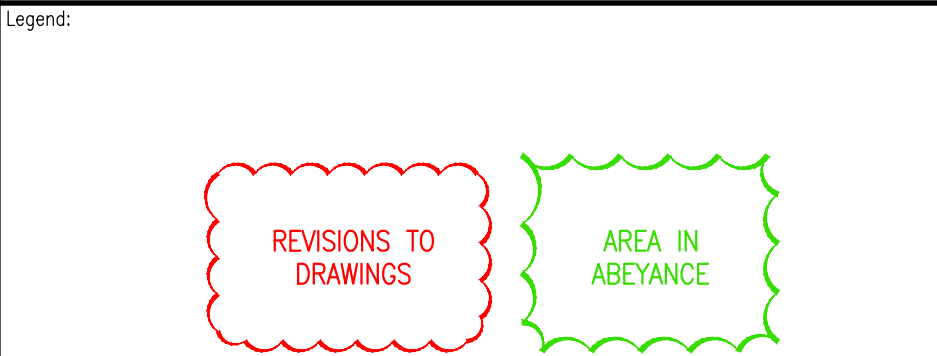 Legend:
REVISIONS TO
DRAWINGS
AREA IN
ABEYANCE